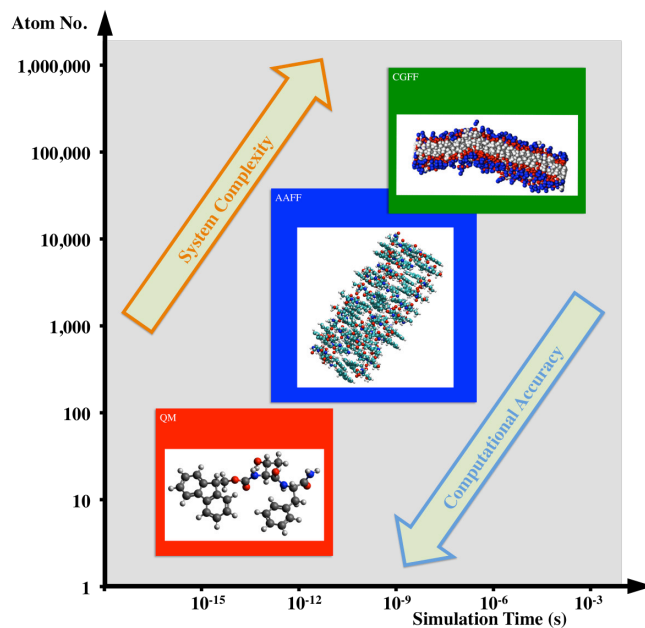 Atom No.
1,000,000
100,000
10,000
1,000
100
10
1
CGFF
System Complexity
AAFF
Computational Accuracy
QM
10-15
10-12
10-9
10-6
10-3
Simulation Time (s)